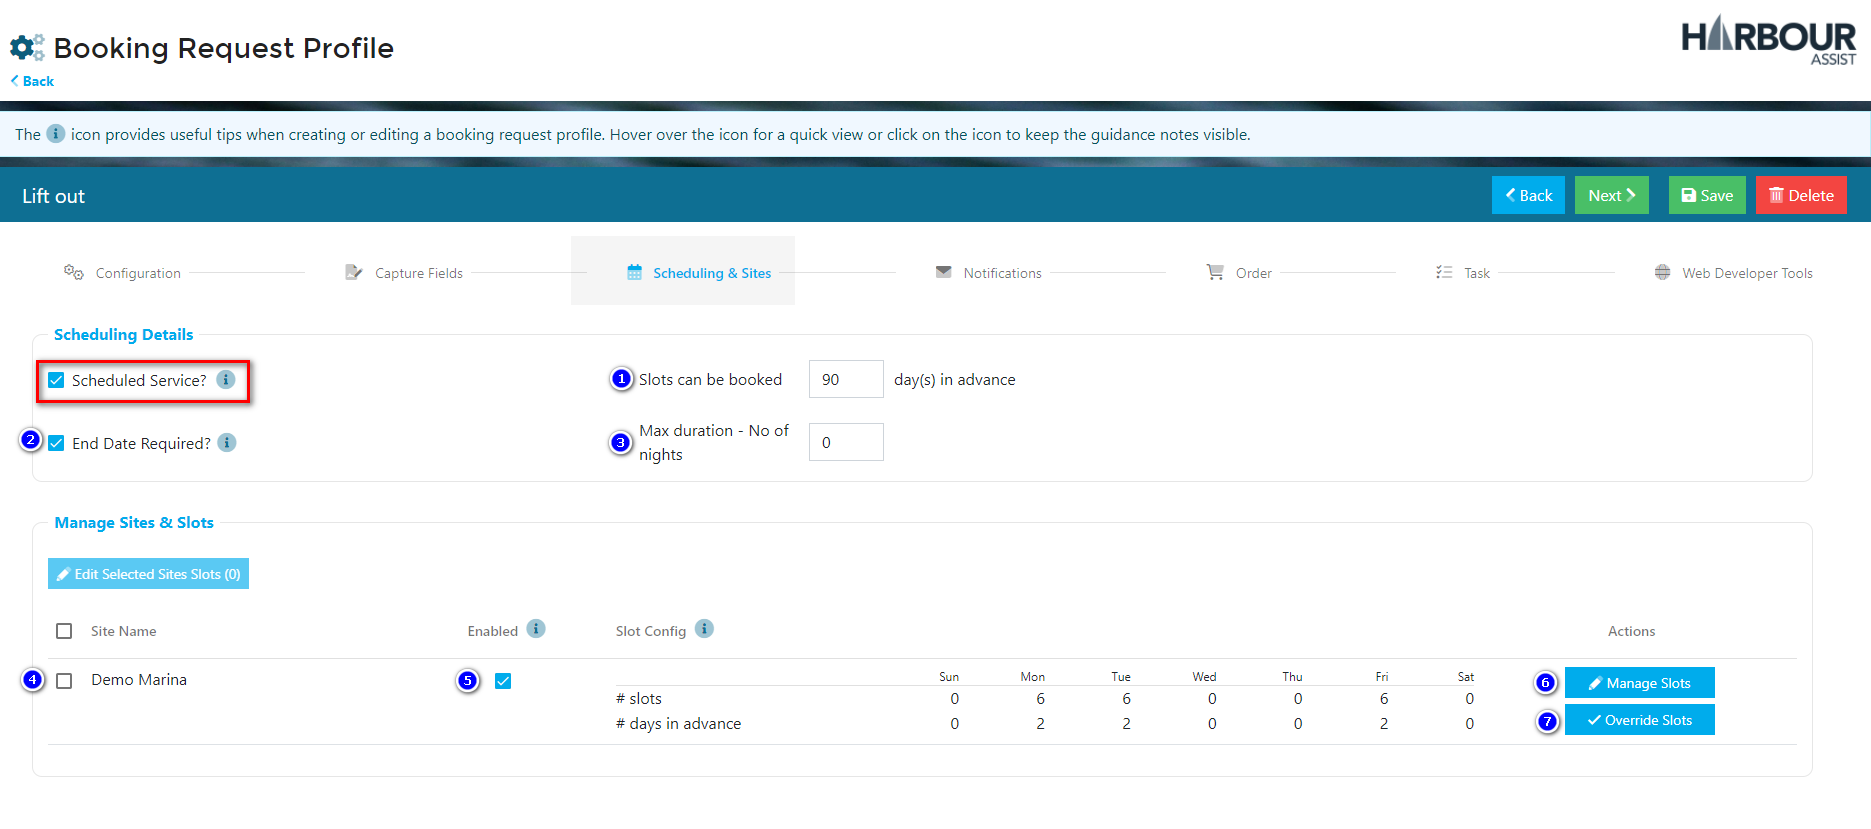 Booking Request Profile
HARBOUR
ASSIST
Back
The i icon provides useful tips when creating or editing a booking request profile. Hover over the icon for a quick view or click on the icon to keep the guidance notes visible.
Lift out
Back Next Save Delete
Configuration Capture Fields Scheduling & Sites Notifications Order Task Web Developer Tools
Scheduling Details
Scheduled Service? i 1 Slots can be booked 90 day(s) in advance
2 End Date Required? i 3 Max duration - No of
nights 0
Manage Sites & Slots
Edit Selected Sites Slots (0)
Site Name Enabled i Slot Config i Actions
4 Demo Marina 5 Sun Mon Tue Wed Thu Fri Sat 6 Manage Slots
# slots 0 6 6 0 0 6 0
# days in advance 0 2 2 0 0 2 0 7 Override Slots